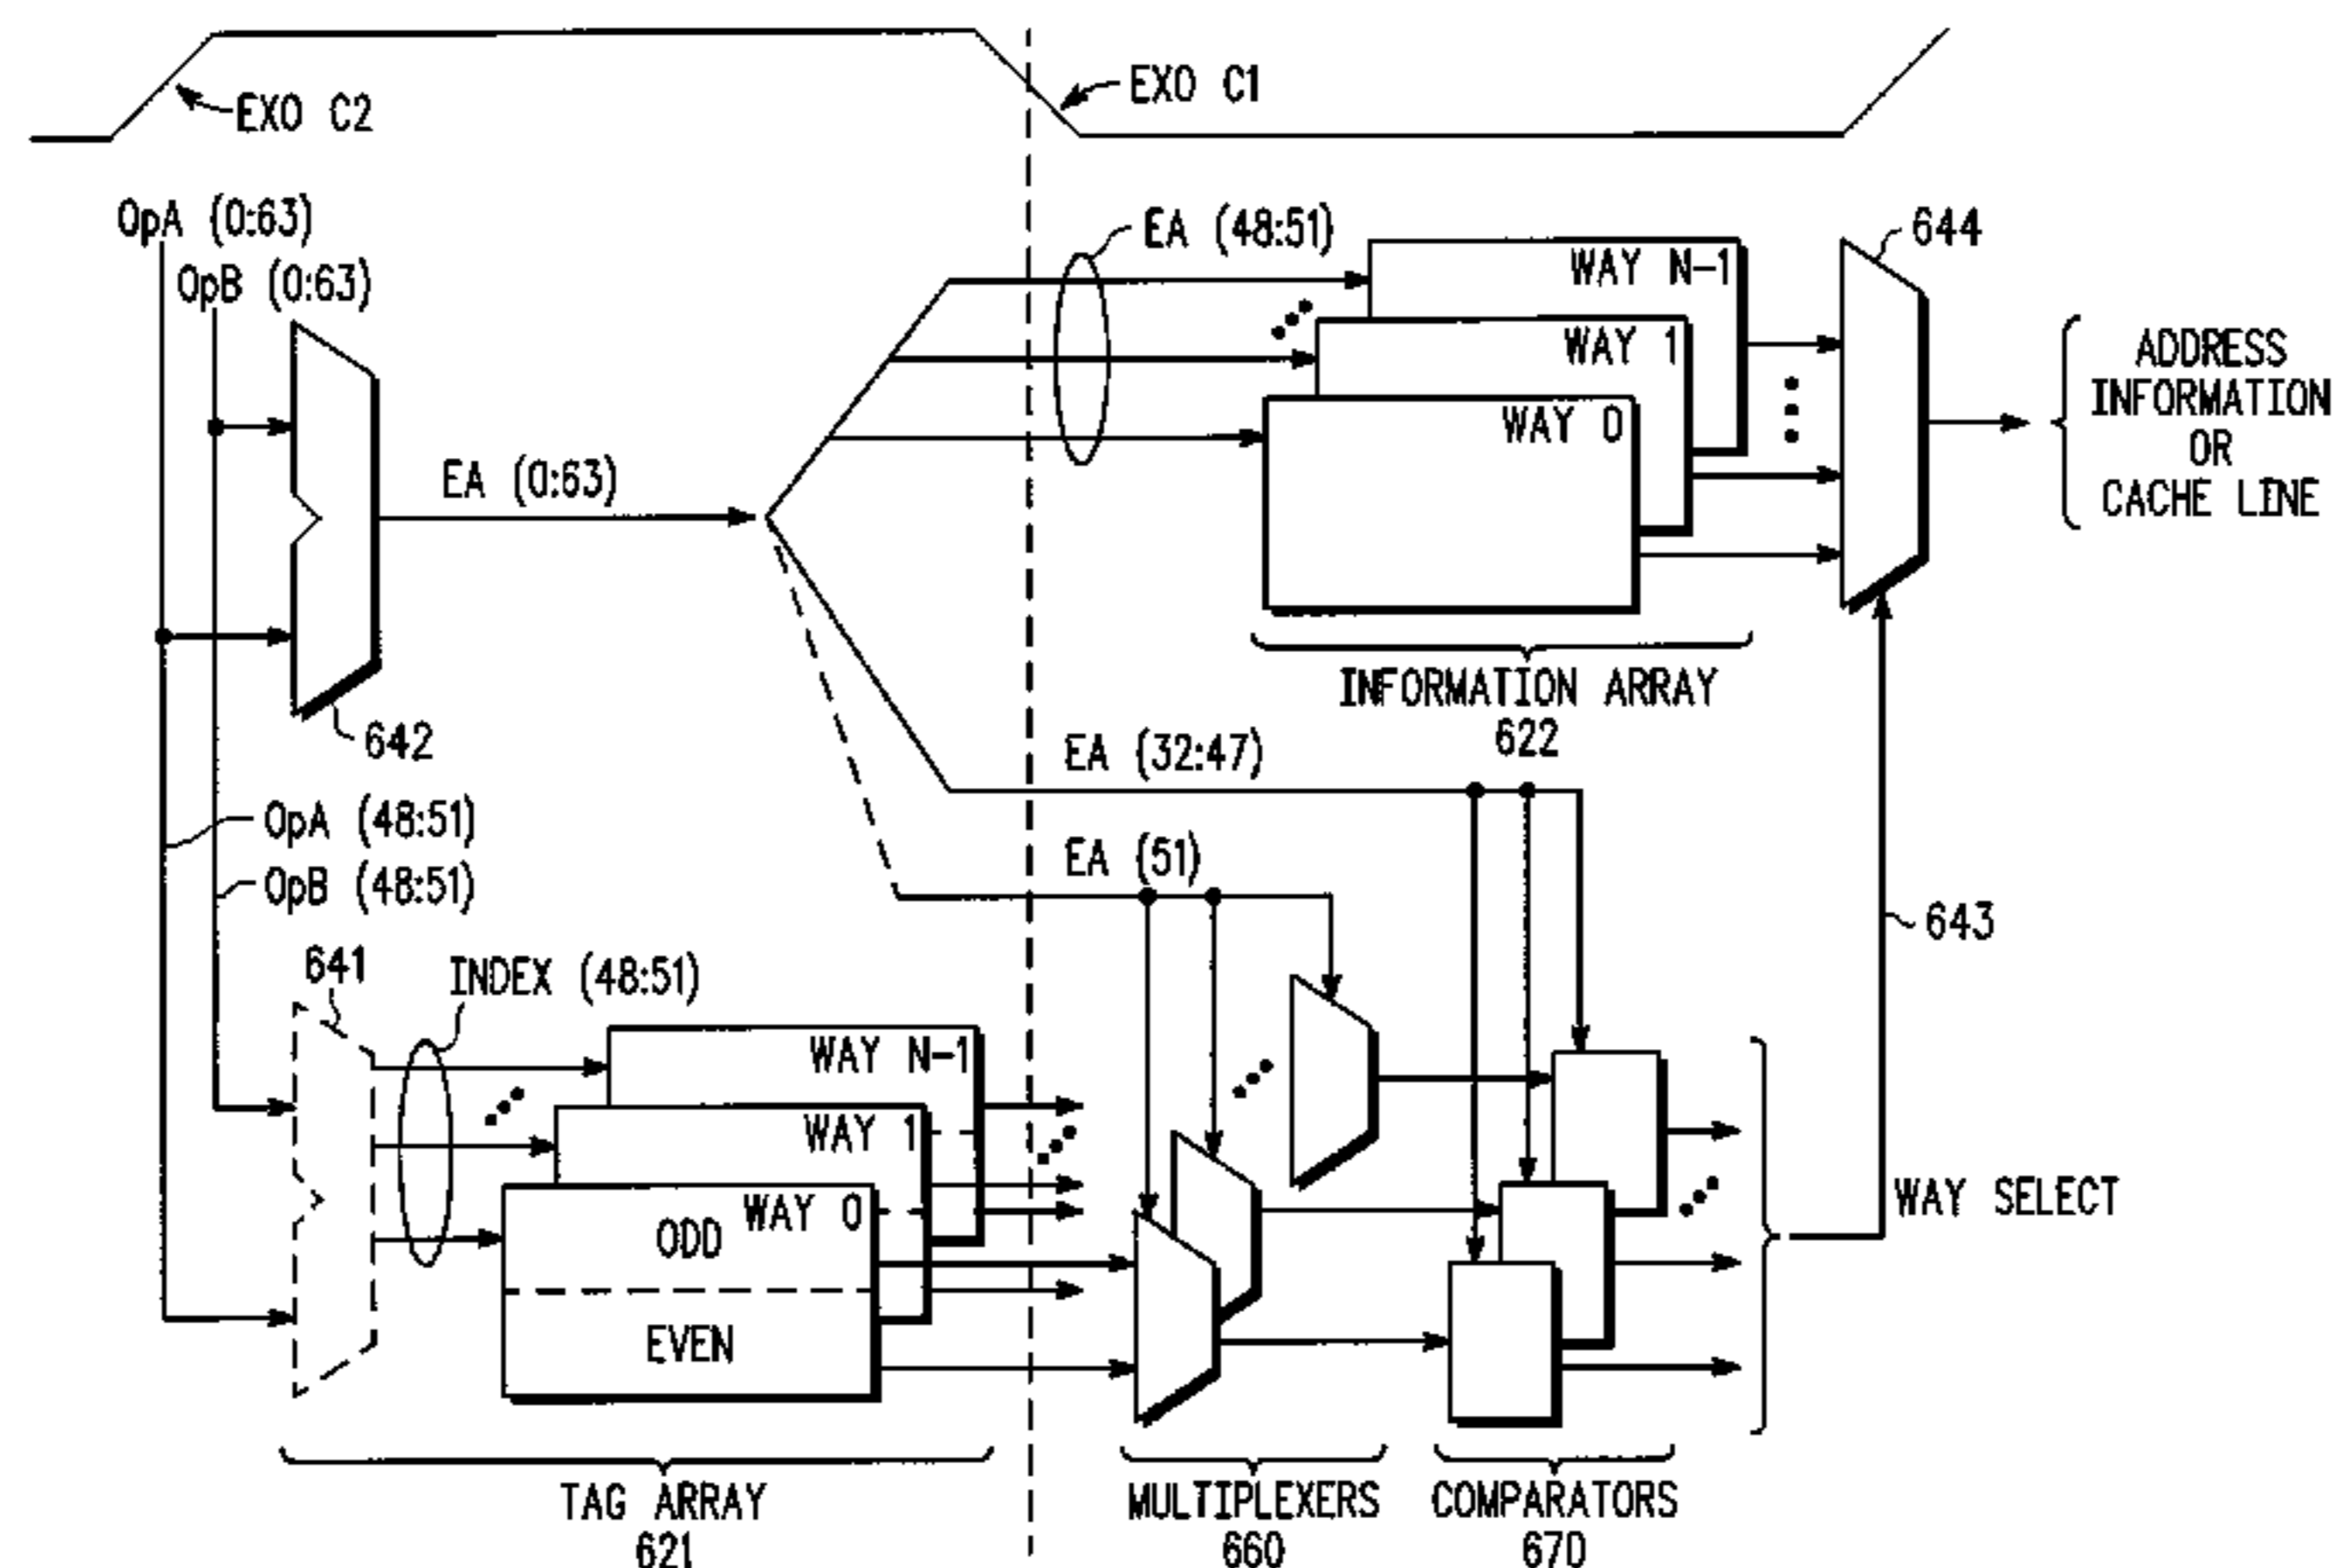 EXO C2
EXO C1
OpA (0:63)
OpB (0:63)
EA (48:51)
644
WAY N-1
WAY 1
WAY 0
ADDRESS
INFORMATION
OR
CACHE LINE
EA (0:63)
INFORMATION ARRAY
622
642
EA (32:47)
OpA (48:51)
EA (51)
OpB (48:51)
643
641
INDEX (48:51)
WAY N-1
WAY 1
WAY 0
ODD
EVEN
WAY SELECT
TAG ARRAY
621
MULTIPLEXERS
660
COMPARATORS
670